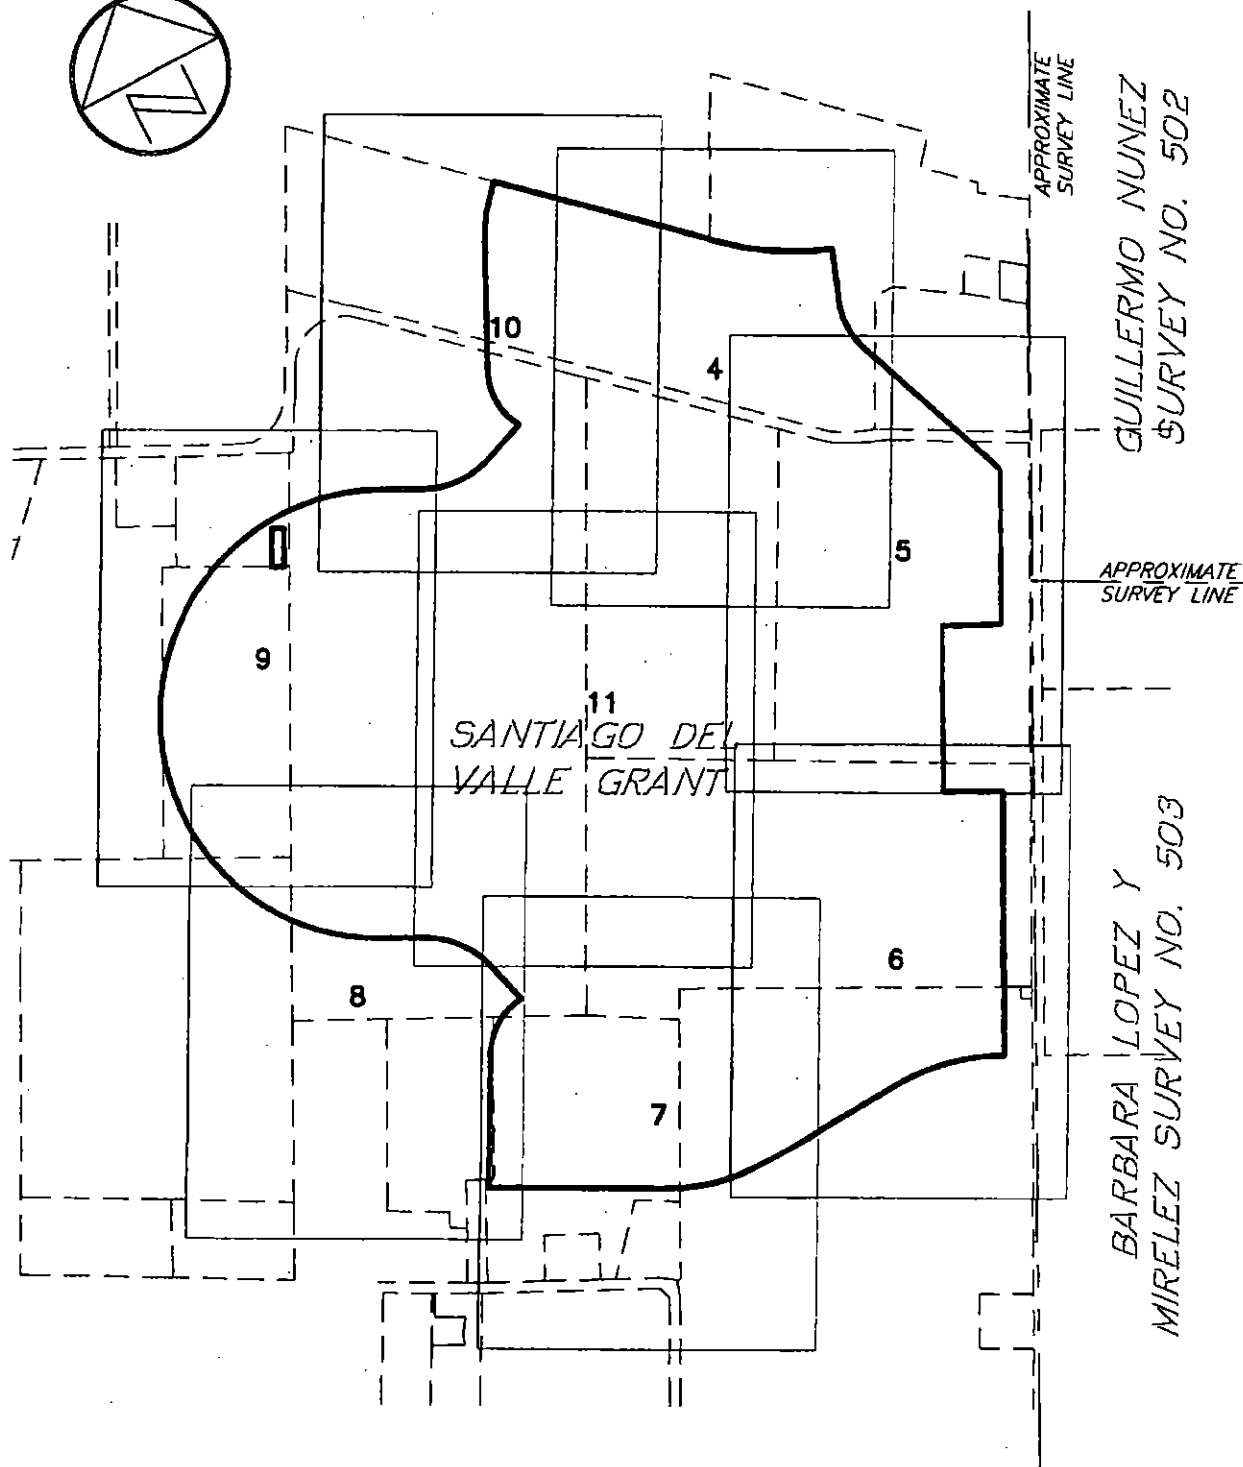 N
APPROXIMATE
SURVEY LINE
GUILLERMO NUNEZ
SURVEY NO. 502
10
4
5
APPROXIMATE
SURVEY LINE
9
11
SANTIAGO DEL
VALLE GRANT
6
8
7
BARBARA LOPEZ Y
MIRELEZ SURVEY NO. 503